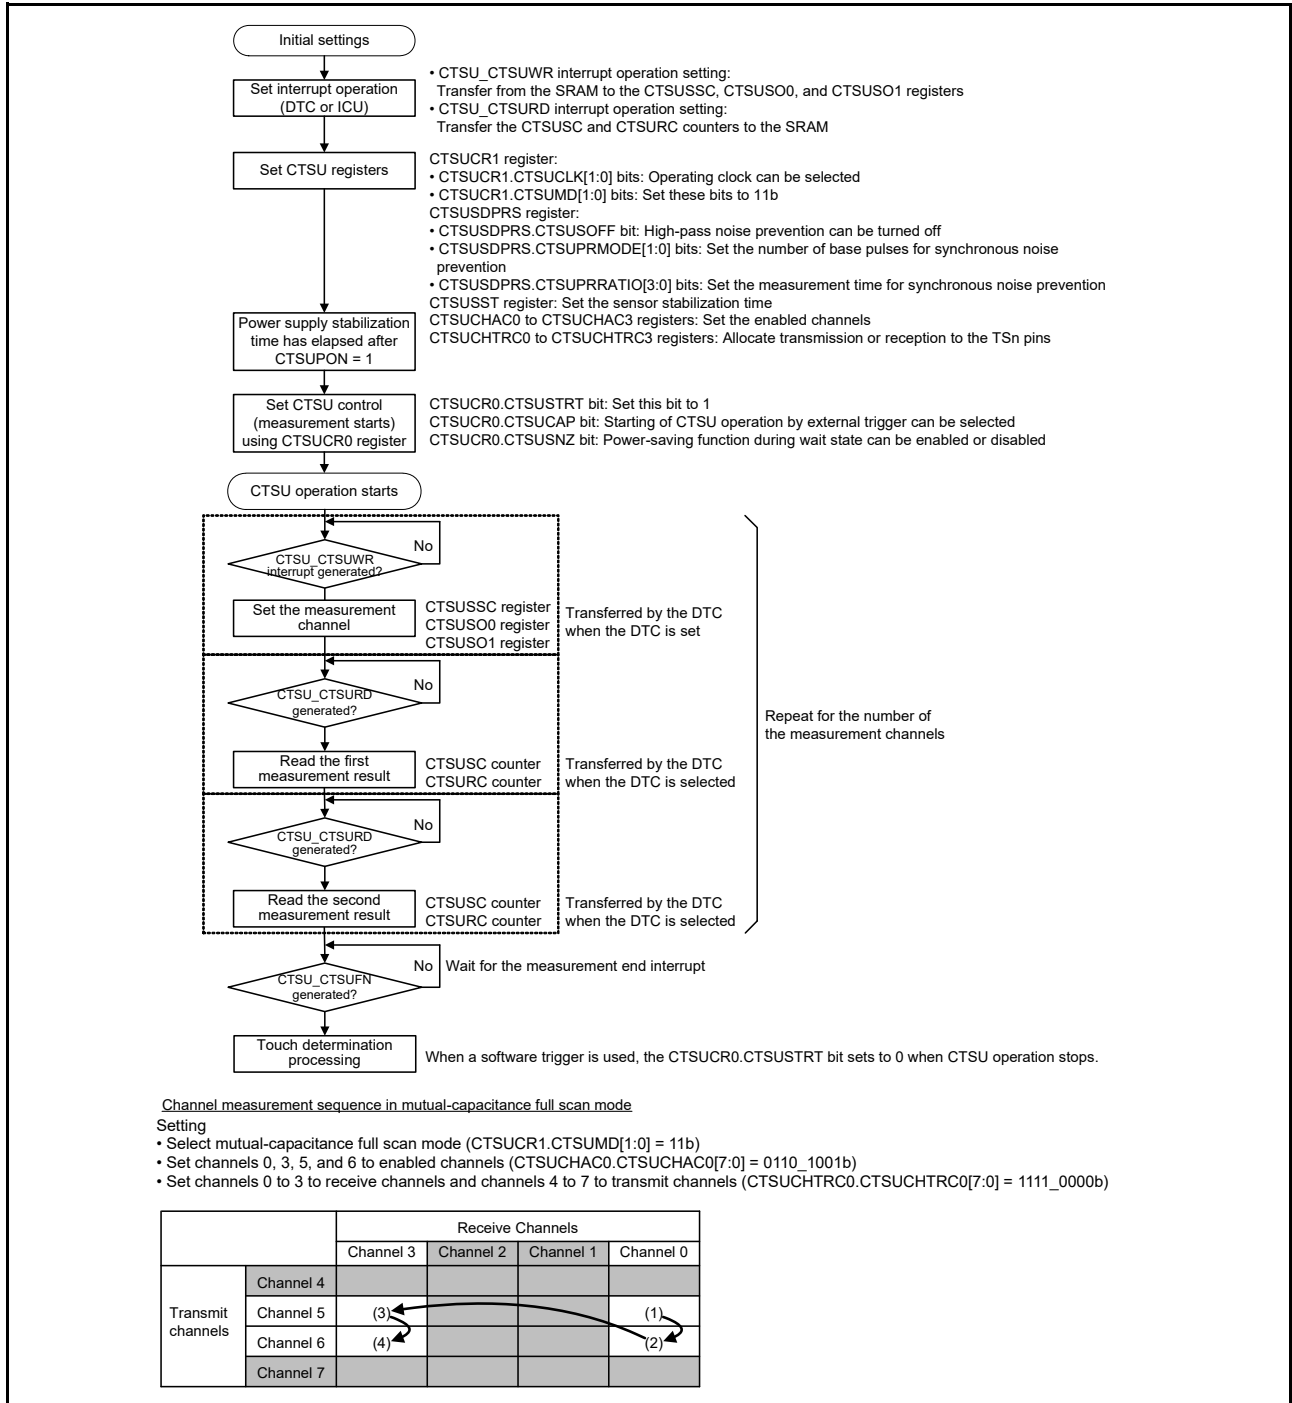 Initial settings
Set interrupt operation
(DTC or ICU)
• CTSU_CTSUWR interrupt operation setting:
Transfer from the SRAM to the CTSUSSC, CTSUSO0, and CTSUSO1 registers
• CTSU_CTSURD interrupt operation setting:
Transfer the CTSUSC and CTSURC counters to the SRAM
Set CTSU registers
CTSUCR1 register:
• CTSUCR1.CTSUCLK[1:0] bits: Operating clock can be selected
• CTSUCR1.CTSUMD[1:0] bits: Set these bits to 11b
CTSUSDPRS register:
• CTSUSDPRS.CTSUSOFF bit: High-pass noise prevention can be turned off
• CTSUSDPRS.CTSUPRMODE[1:0] bits: Set the number of base pulses for synchronous noise
prevention
• CTSUSDPRS.CTSUPRRATIO[3:0] bits: Set the measurement time for synchronous noise prevention
CTSUSST register: Set the sensor stabilization time
CTSUCHAC0 to CTSUCHAC3 registers: Set the enabled channels
CTSUCHTRC0 to CTSUCHTRC3 registers: Allocate transmission or reception to the TSn pins
Power supply stabilization
time has elapsed after
CTSUPON = 1
Set CTSU control
(measurement starts)
using CTSUCR0 register
CTSUCR0.CTSUSTRT bit: Set this bit to 1
CTSUCR0.CTSUCAP bit: Starting of CTSU operation by external trigger can be selected
CTSUCR0.CTSUSNZ bit: Power-saving function during wait state can be enabled or disabled
CTSU operation starts
No
CTSU_CTSUWR
interrupt generated?
Set the measurement
channel
CTSUSSC register
CTSUSO0 register
CTSUSO1 register
Transferred by the DTC
when the DTC is set
No
CTSU_CTSURD
generated?
Repeat for the number of
the measurement channels
Read the first
measurement result
CTSUSC counter
CTSURC counter
Transferred by the DTC
when the DTC is selected
No
CTSU_CTSURD
generated?
Read the second
measurement result
CTSUSC counter
CTSURC counter
Transferred by the DTC
when the DTC is selected
No
Wait for the measurement end interrupt
CTSU_CTSUFN
generated?
Touch determination
processing
When a software trigger is used, the CTSUCR0.CTSUSTRT bit sets to 0 when CTSU operation stops.
Channel measurement sequence in mutual-capacitance full scan mode
Setting
• Select mutual-capacitance full scan mode (CTSUCR1.CTSUMD[1:0] = 11b)
• Set channels 0, 3, 5, and 6 to enabled channels (CTSUCHAC0.CTSUCHAC0[7:0] = 0110_1001b)
• Set channels 0 to 3 to receive channels and channels 4 to 7 to transmit channels (CTSUCHTRC0.CTSUCHTRC0[7:0] = 1111_0000b)
Receive Channels
Channel 3 Channel 2 Channel 1 Channel 0
Transmit
channels
Channel 4
Channel 5 (3) (1)
Channel 6 (4) (2)
Channel 7